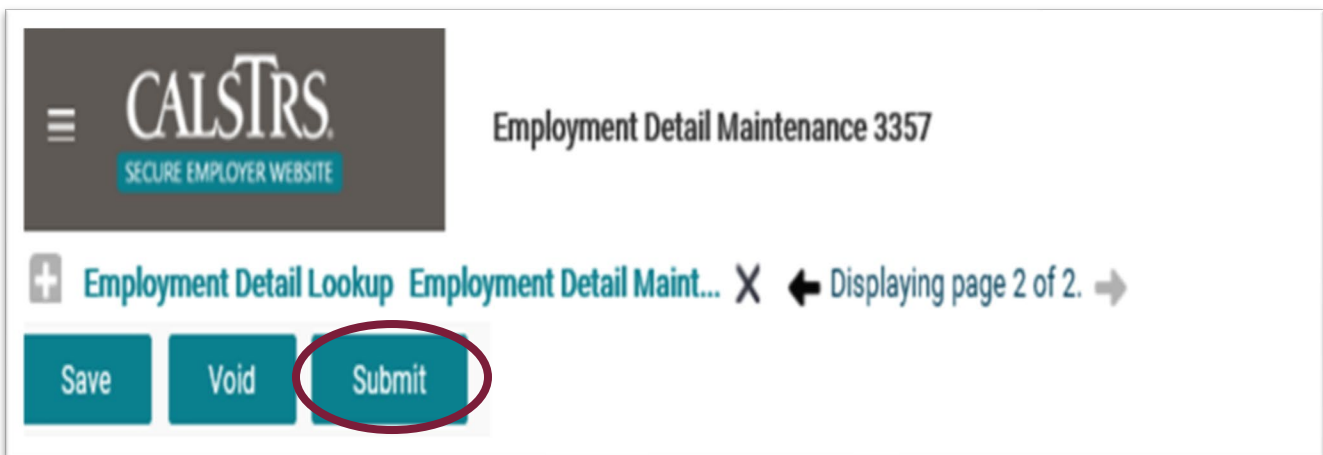 CALSTRS
SECURE EMPLOYER WEBSITE
Employment Detail Maintenance 3357
Employment Detail Lookup Employment Detail Maint... X Displaying page 2 of 2.
Save Void Submit